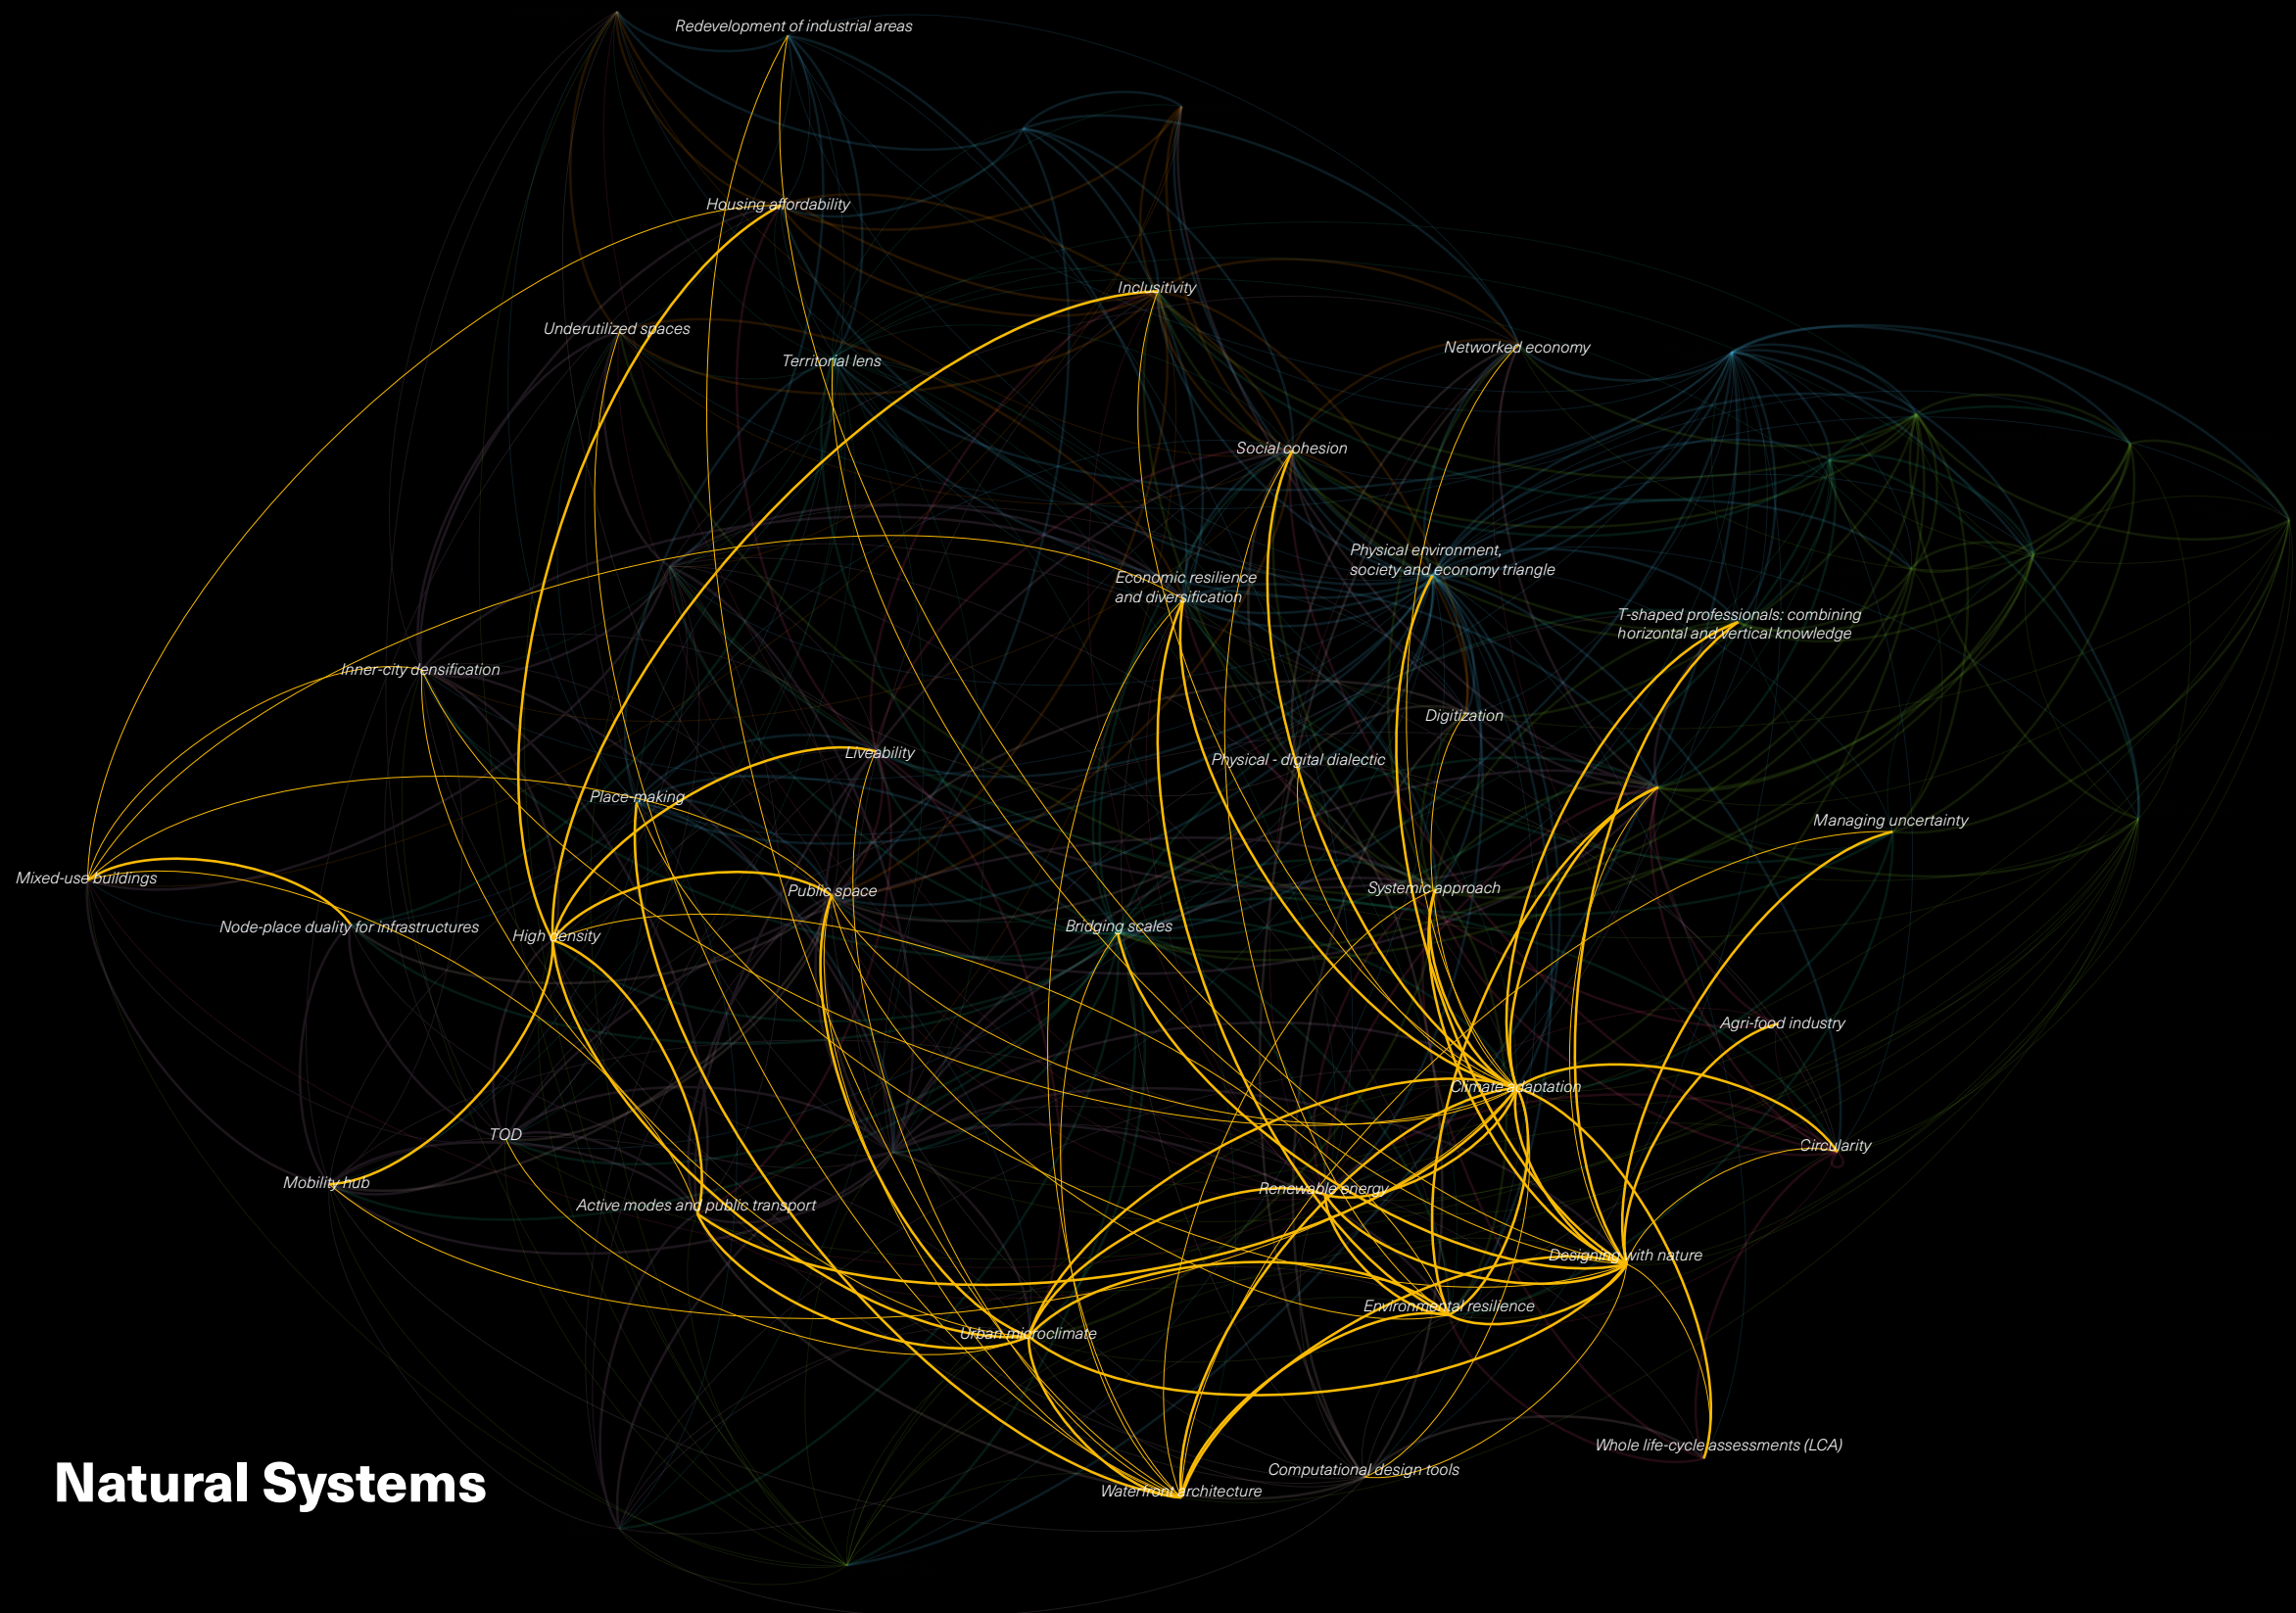 Redevelopment of industrial areas
Housing affordability
Inclusitivity
Underutilized spaces
Networked economy
Territorial lens
Social cohesion
Physical environment,
society and economy triangle
Economic resilience
and diversification
T-shaped professionals: combining
horizontal and vertical knowledge
Inner-city densification
Digitization
Liveability
Physical - digital dialectic
Place-making
Managing uncertainty
Mixed-use buildings
Public space
Systemic approach
Node-place duality for infrastructures
High density
Bridging scales
Agri-food industry
Climate adaptation
TOD
Circularity
Mobility hub
Renewable energy
Active modes and public transport
Designing with nature
Environmental resilience
Urban microclimate
Whole life-cycle assessments (LCA)
Computational design tools
Waterfront architecture
Natural Systems